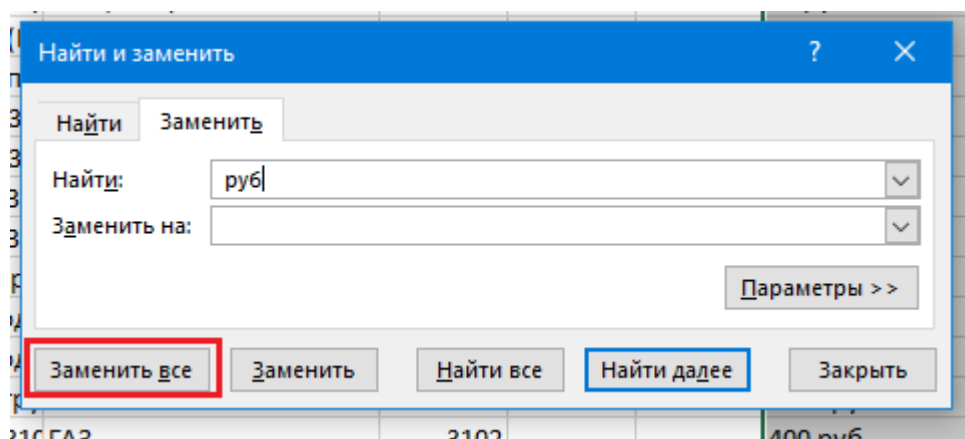 Найти и заменить ? ×
Найти Заменить
Найти: руб
Заменить на:
Параметры >>
Заменить все Заменить Найти все Найти далее Закрыть
ГАЗ 3102 400 руб